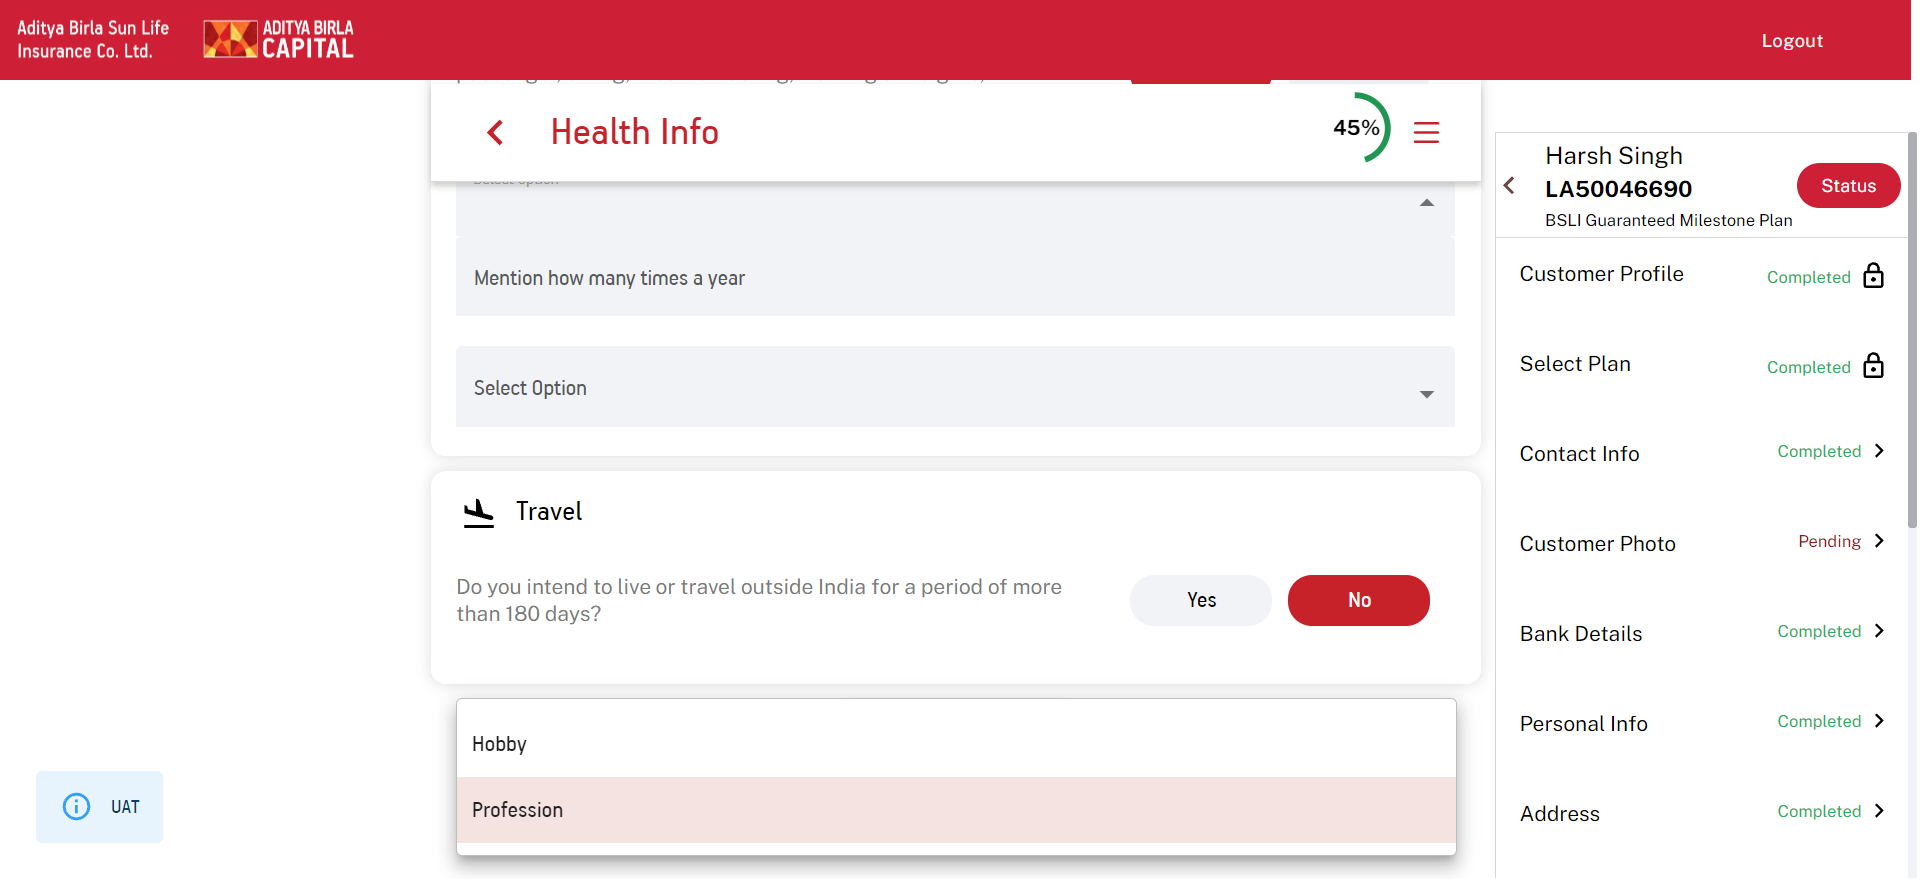 Aditya Birla Sun Life
Insurance Co. Ltd.
ADITYA BIRLA
CAPITAL
Logout
Health Info
45%
Select Option
Mention how many times a year
Select Option
Travel
Do you intend to live or travel outside India for a period of more
than 180 days?
Yes
No
Hobby
Profession
UAT
Harsh Singh
LA50046690
BSLI Guaranteed Milestone Plan
Status
Customer Profile
Completed
Select Plan
Completed
Contact Info
Completed
Customer Photo
Pending
Bank Details
Completed
Personal Info
Completed
Address
Completed